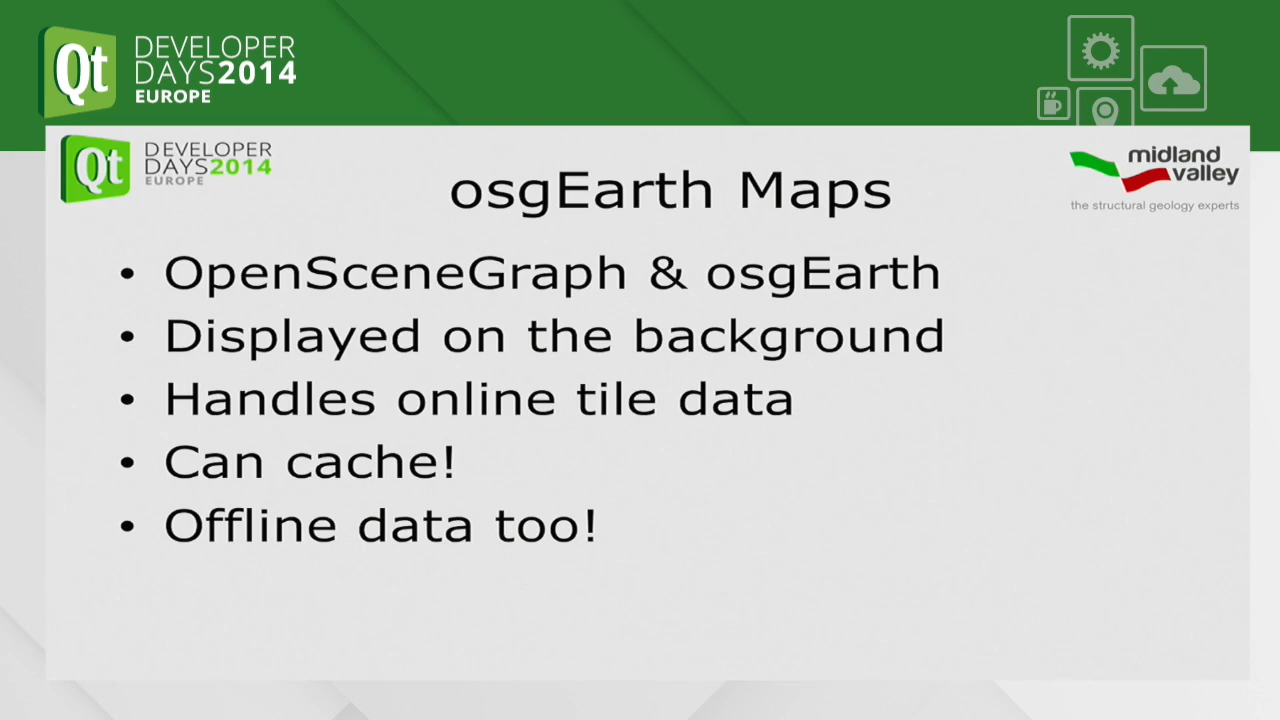 Qt DEVELOPER
DAYS2014
EUROPE
Qt DEVELOPER
DAYS2014
EUROPE
midland
valley
the structural geology experts
osgEarth Maps
• OpenSceneGraph & osgEarth
• Displayed on the background
• Handles online tile data
• Can cache!
• Offline data too!